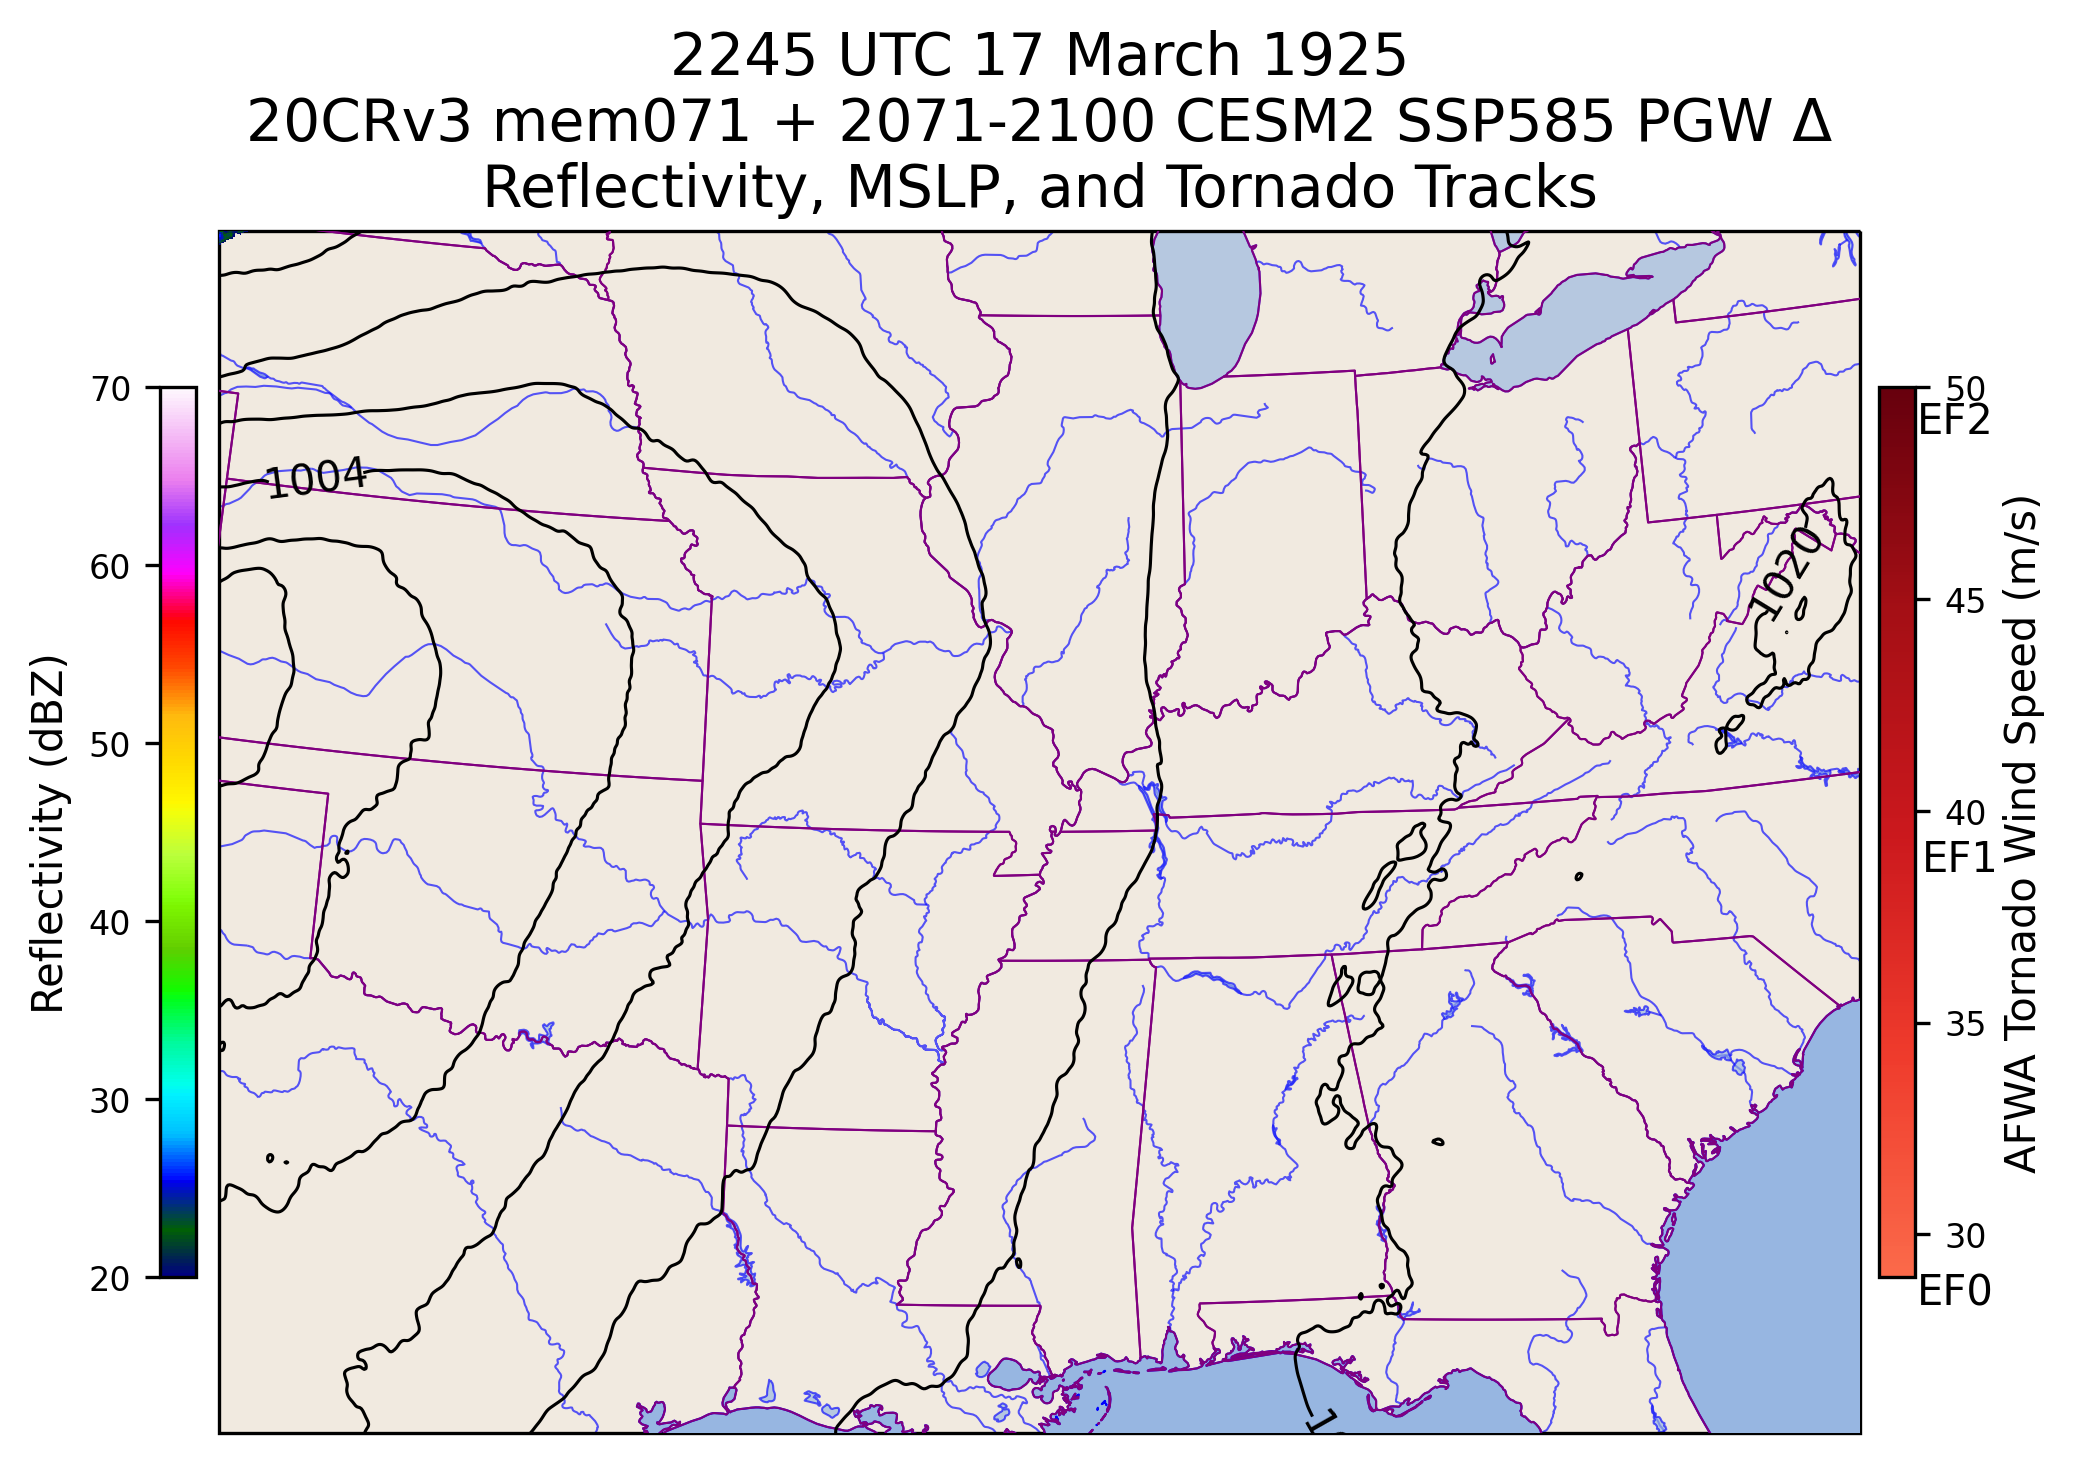 2245 UTC 17 March 1925
20CRv3 mem071 + 2071-2100 CESM2 SSP585 PGW Δ
Reflectivity, MSLP, and Tornado Tracks
Reflectivity (dBZ)
70
60
50
40
30
20
1004
1020
50
EF2
45
40
EF1
35
30
EF0
AFWA Tornado Wind Speed (m/s)